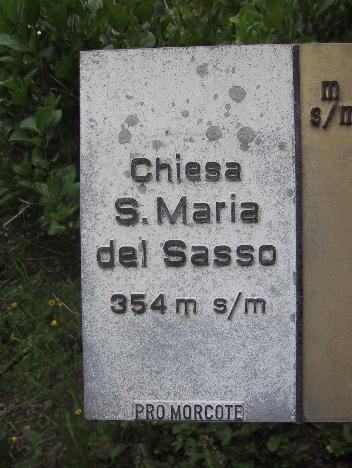 Chiesa
S. Maria
del Sasso
354 m s/m
PRO MORCOTE
m
s/m